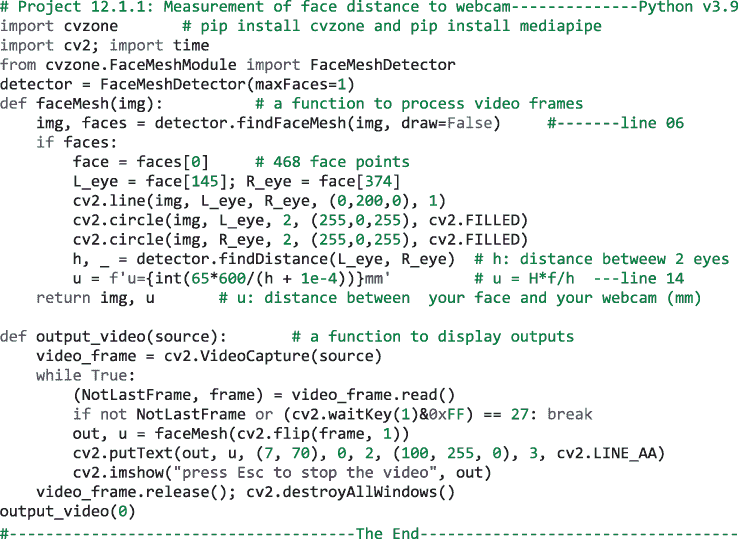 # Project 12.1.1: Measurement of face distance to webcam--------------Python v3.9
import cvzone       # pip install cvzone and pip install mediapipe
import cv2; import time
from cvzone.FaceMeshModule import FaceMeshDetector
detector = FaceMeshDetector(maxFaces=1)
def faceMesh(img):          # a function to process video frames
    img, faces = detector.findFaceMesh(img, draw=False)     #-------line 06
    if faces:
        face = faces[0]     # 468 face points
        L_eye = face[145]; R_eye = face[374]
        cv2.line(img, L_eye, R_eye, (0,200,0), 1)
        cv2.circle(img, L_eye, 2, (255,0,255), cv2.FILLED)
        cv2.circle(img, R_eye, 2, (255,0,255), cv2.FILLED)
        h, _ = detector.findDistance(L_eye, R_eye)  # h: distance betweew 2 eyes
        u = f'u={int(65*600/(h + 1e-4))}mm'         # u = H*f/h  ---line 14
    return img, u       # u: distance between  your face and your webcam (mm)

def output_video(source):       # a function to display outputs
    video_frame = cv2.VideoCapture(source)
    while True:
        (NotLastFrame, frame) = video_frame.read()
        if not NotLastFrame or (cv2.waitKey(1)&0xFF) == 27: break
        out, u = faceMesh(cv2.flip(frame, 1))
        cv2.putText(out, u, (7, 70), 0, 2, (100, 255, 0), 3, cv2.LINE_AA)
        cv2.imshow("press Esc to stop the video", out)
    video_frame.release(); cv2.destroyAllWindows()
output_video(0)
#--------------------------------------The End-----------------------------------